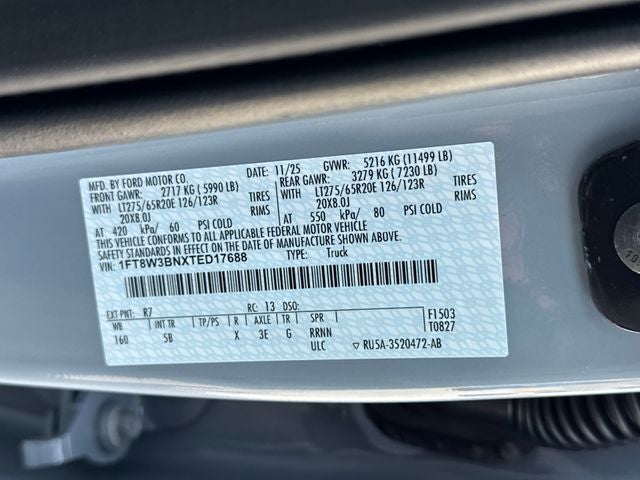 MFD. BY FORD MOTOR CO. DATE: 11/25 GVWR: 5216 KG (11499 LB)
FRONT GAWR: 2717 KG (5990 LB) REAR GAWR: 3279 KG (7230 LB)
WITH LT275/65R20E 126/123R TIRES WITH LT275/65R20E 126/123R TIRES
20X8.0J RIMS 20X8.0J RIMS
AT 420 kPa/ 60 PSI COLD AT 550 kPa/ 80 PSI COLD
THIS VEHICLE CONFORMS TO ALL APPLICABLE FEDERAL MOTOR VEHICLE
SAFETY STANDARDS IN EFFECT ON THE DATE OF MANUFACTURE SHOWN ABOVE.
VIN: 1FT8W3BNXTED17688 TYPE: Truck
EXT PNT: R7 RC: 13 DSO: F1503
WB INT TR TP/PS R AXLE TR SPR T0827
160 SB X 3E G RRNN
ULC ▽ RU5A-3520472-AB